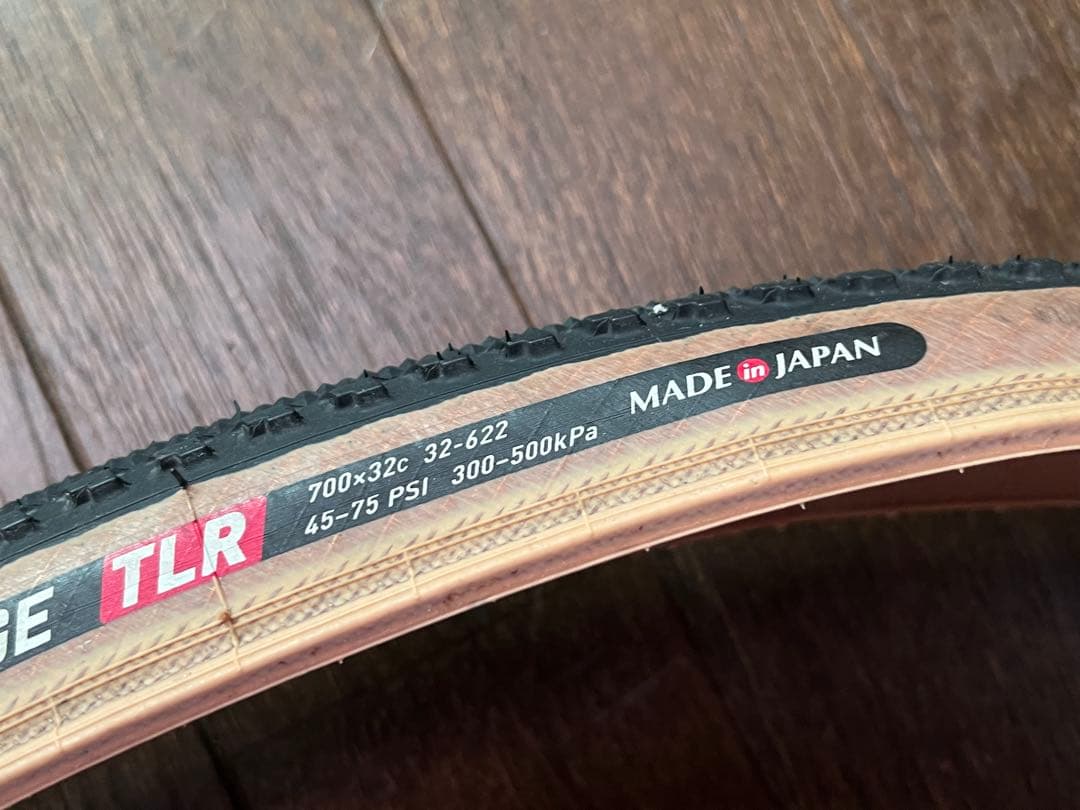 GE TLR
700×32c 32-622
45-75 PSI 300-500kPa
MADE in JAPAN